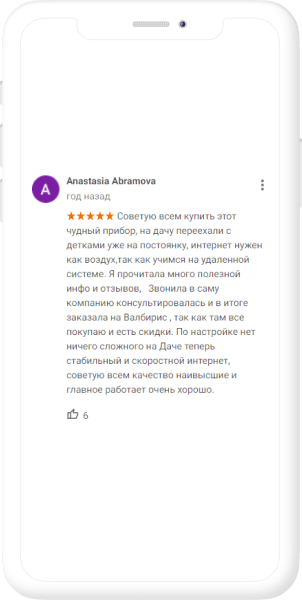 A
Anastasia Abramova
год назад
Советую всем купить этот
чудный прибор, на дачу переехали с
детками уже на постоянку, интернет нужен
как воздух,так как учимся на удаленной
системе. Я прочитала много полезной
инфо и отзывов, Звонила в саму
компанию консультировалась и в итоге
заказала на Валбирис , так как там все
покупаю и есть скидки. По настройке нет
ничего сложного на Даче теперь
стабильный и скоростной интернет,
советую всем качество наивысшие и
главное работает очень хорошо.
6